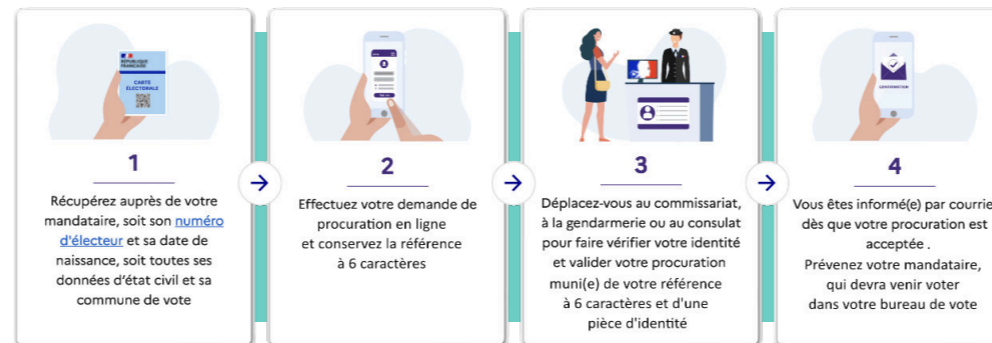 RÉPUBLIQUE
FRANÇAISE
CARTE
ÉLECTORALE
1
Récupérez auprès de votre
mandataire, soit son numéro
d'électeur et sa date de
naissance, soit toutes ses
données d'état civil et sa
commune de vote
2
Effectuez votre demande de
procuration en ligne
et conservez la référence
à 6 caractères
3
Déplacez-vous au commissariat,
à la gendarmerie ou au consulat
pour faire vérifier votre identité
et valider votre procuration
muni(e) de votre référence
à 6 caractères et d'une
pièce d'identité
4
Vous êtes informé(e) par courrie
dès que votre procuration est
acceptée .
Prévenez votre mandataire,
qui devra venir voter
dans votre bureau de vote